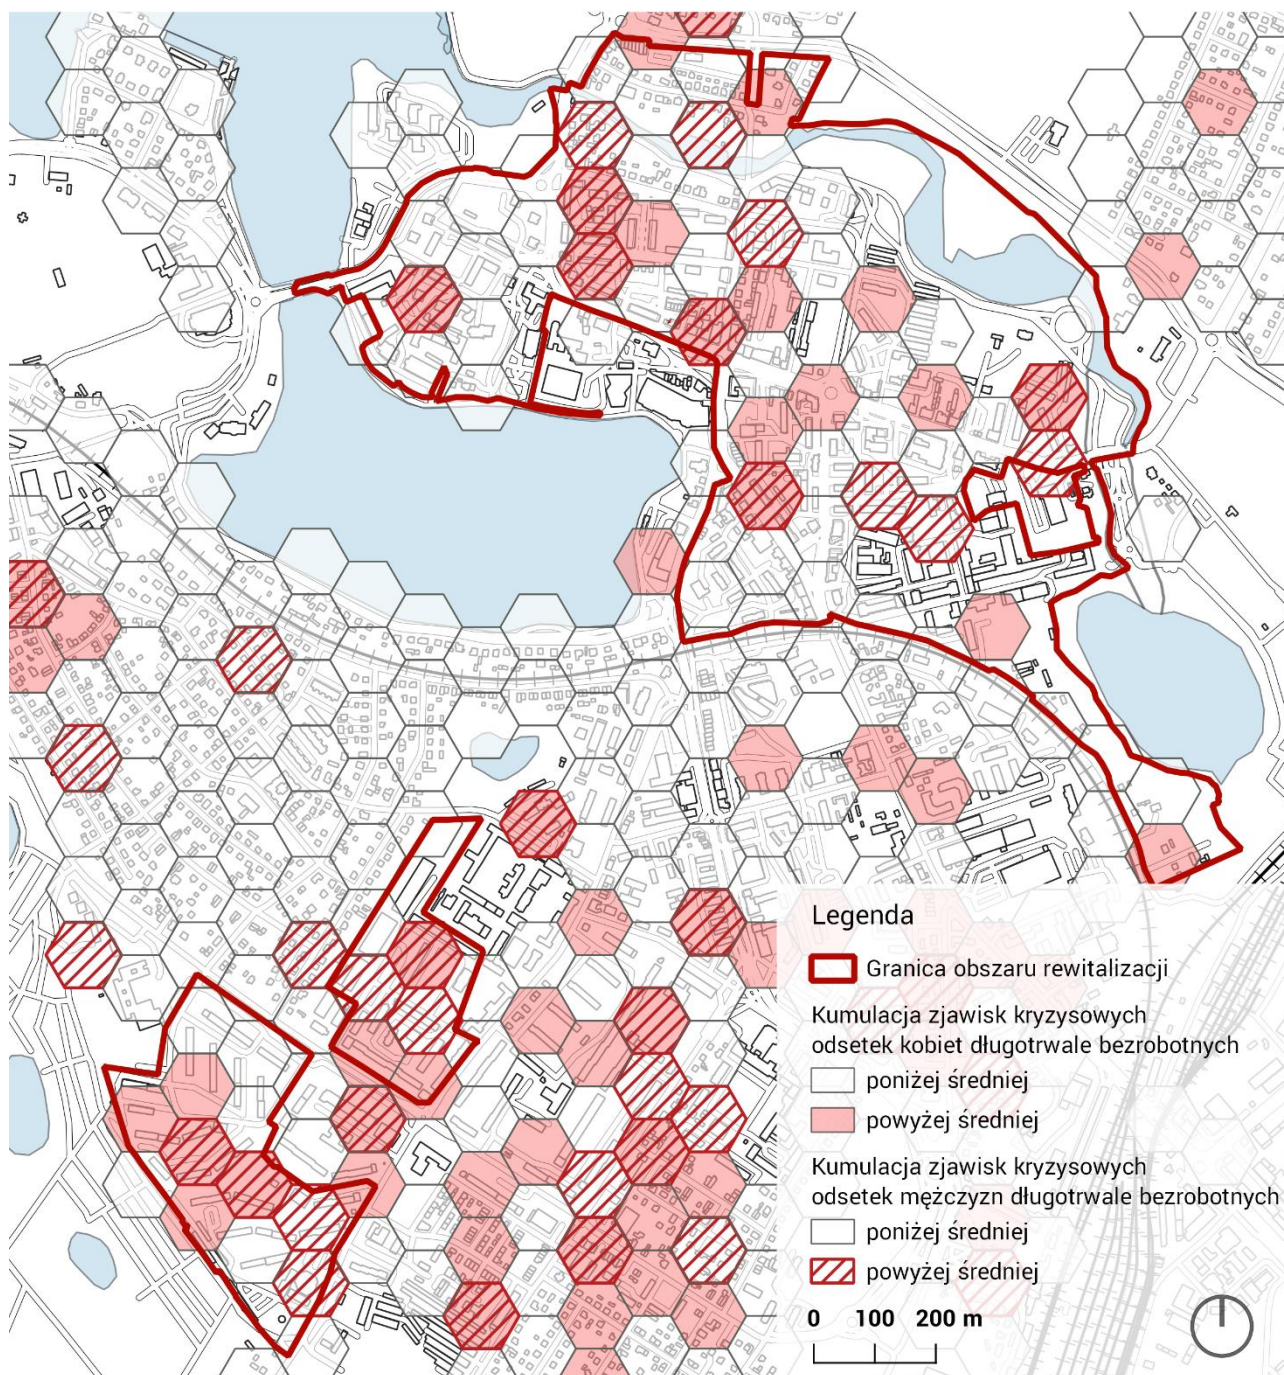 Legenda
Granica obszaru rewitalizacji
Kumulacja zjawisk kryzysowych
odsetek kobiet długotrwale bezrobotnych
poniżej średniej
powyżej średniej
Kumulacja zjawisk kryzysowych
odsetek mężczyzn długotrwale bezrobotnych
poniżej średniej
powyżej średniej
0 100 200 m